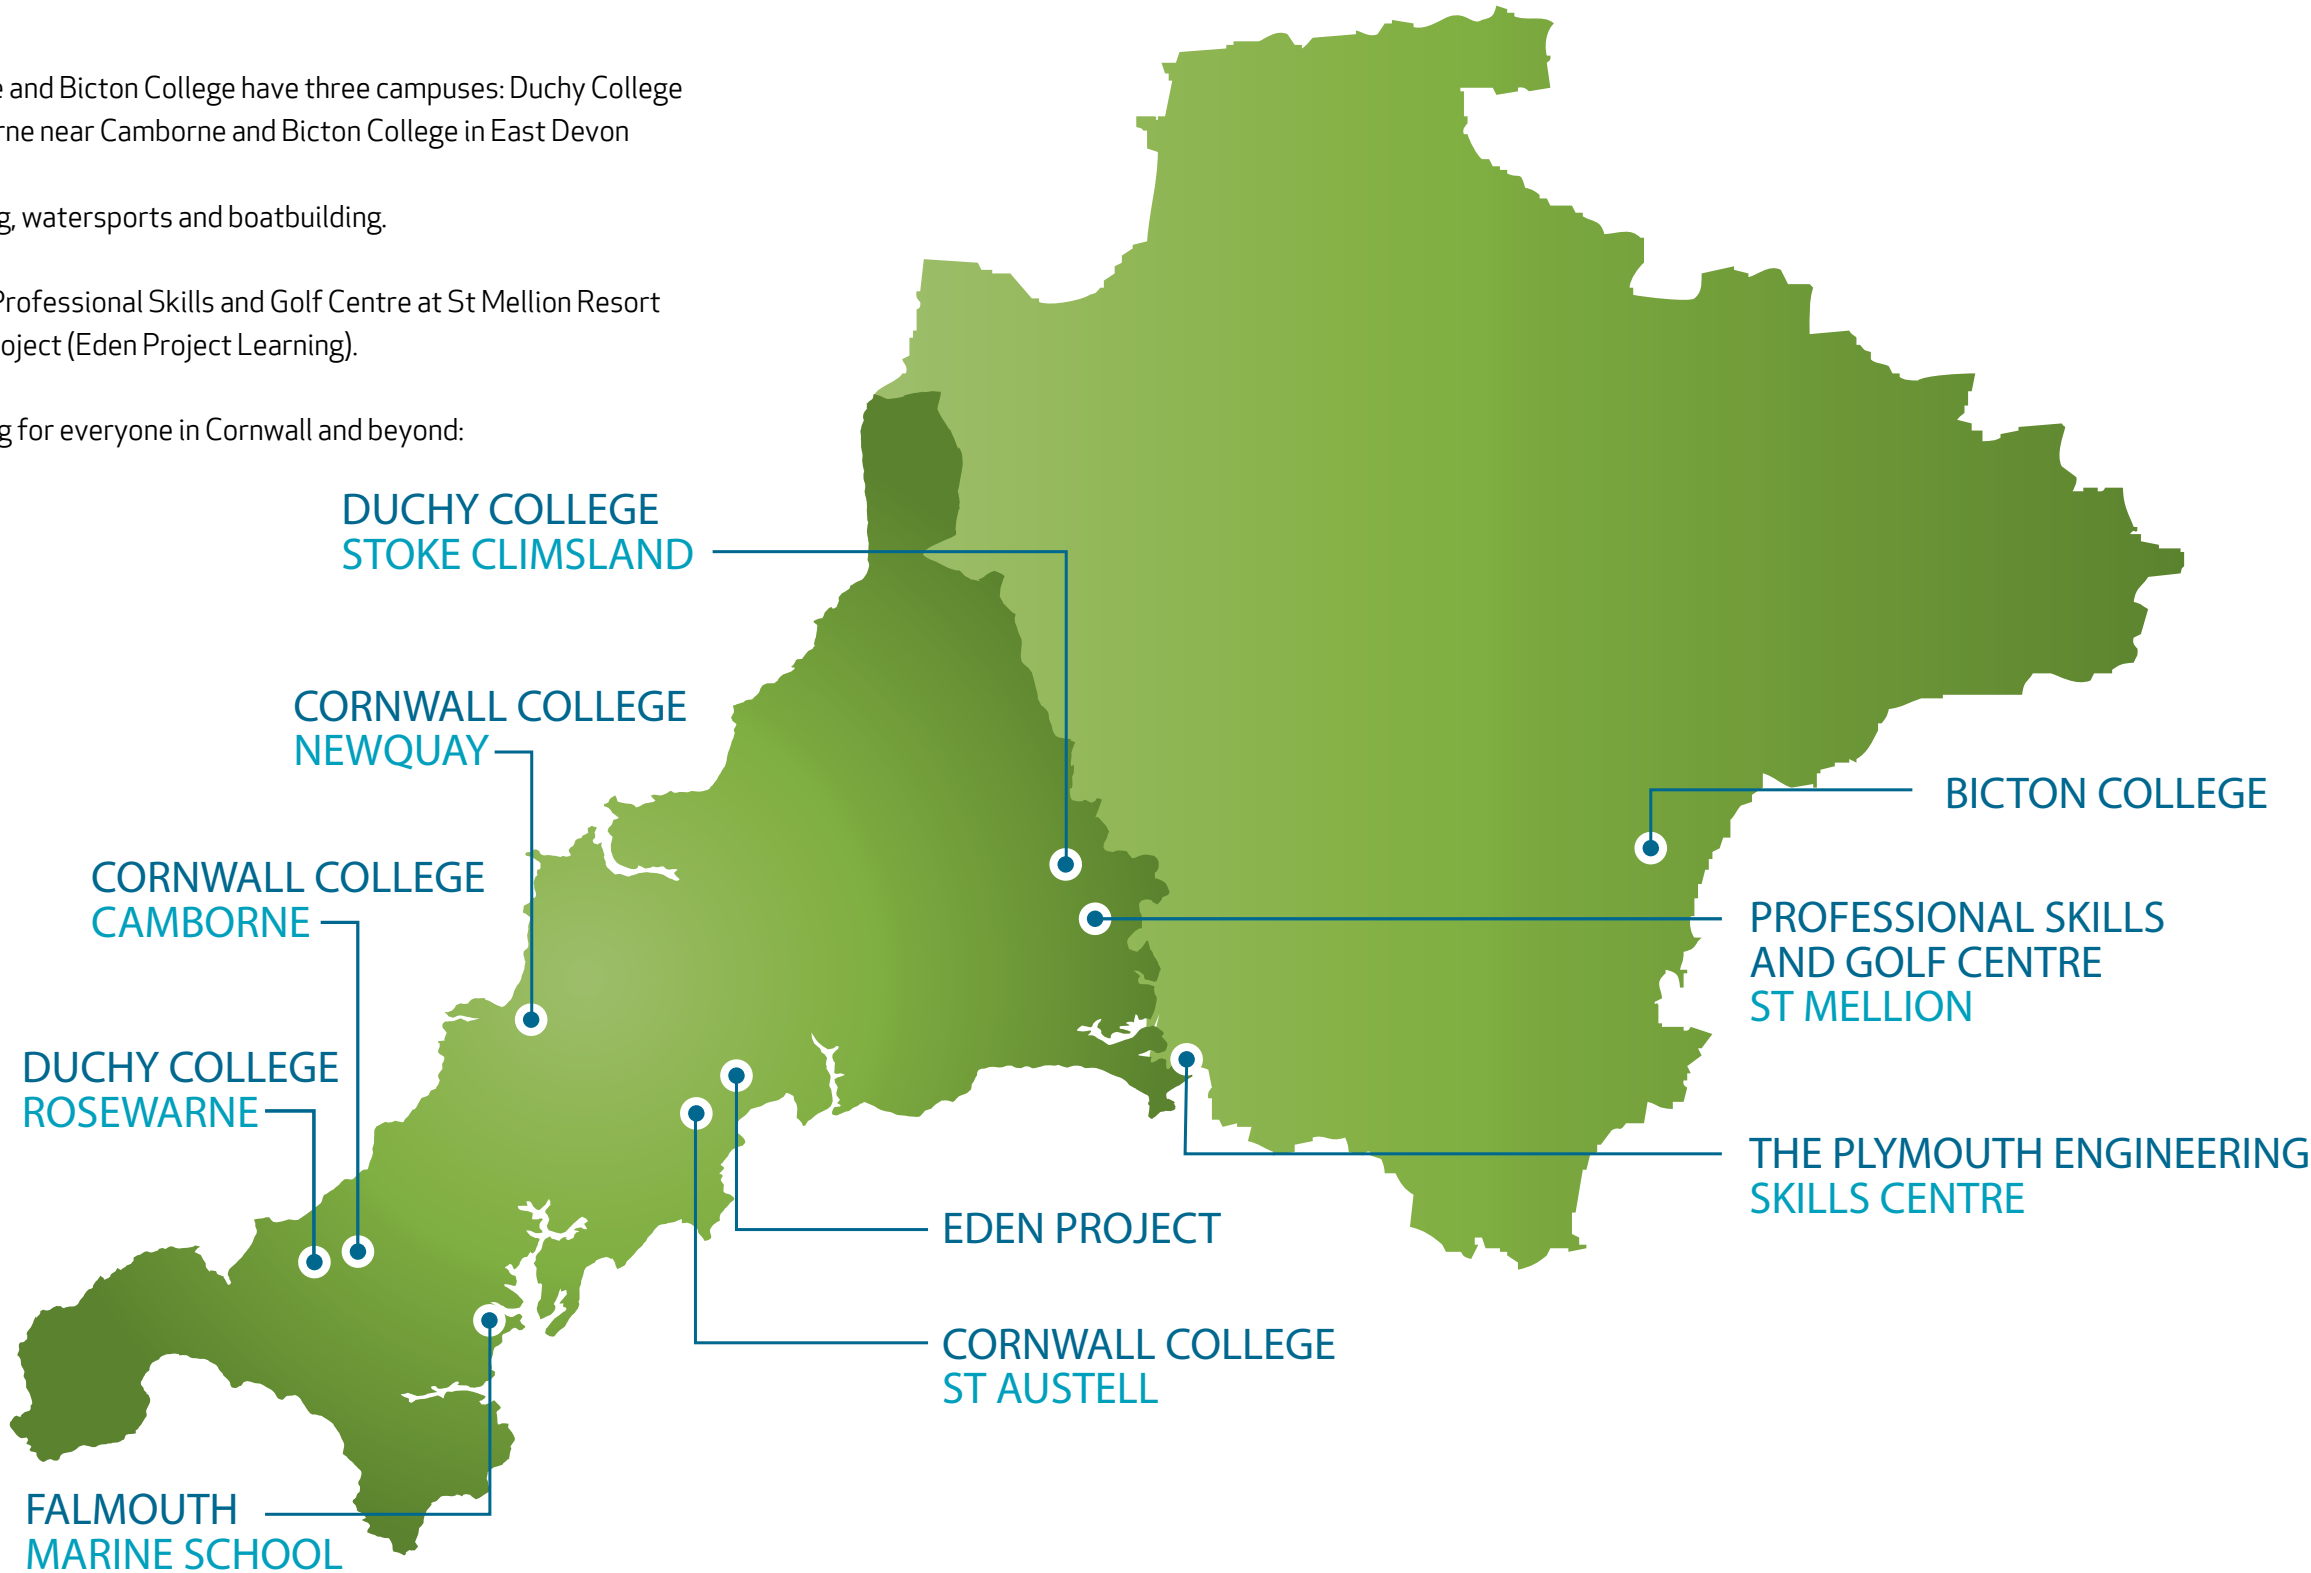 and Bicton College have three campuses: Duchy College
near Camborne and Bicton College in East Devon
watersports and boatbuilding.
Professional Skills and Golf Centre at St Mellion Resort
(Eden Project Learning).
for everyone in Cornwall and beyond:
DUCHY COLLEGE
STOKE CLIMSLAND
CORNWALL COLLEGE
NEWQUAY
BICTON COLLEGE
CORNWALL COLLEGE
CAMBORNE
PROFESSIONAL SKILLS
AND GOLF CENTRE
ST MELLION
DUCHY COLLEGE
ROSEWARNE
THE PLYMOUTH ENGINEERING
SKILLS CENTRE
EDEN PROJECT
CORNWALL COLLEGE
ST AUSTELL
FALMOUTH
MARINE SCHOOL